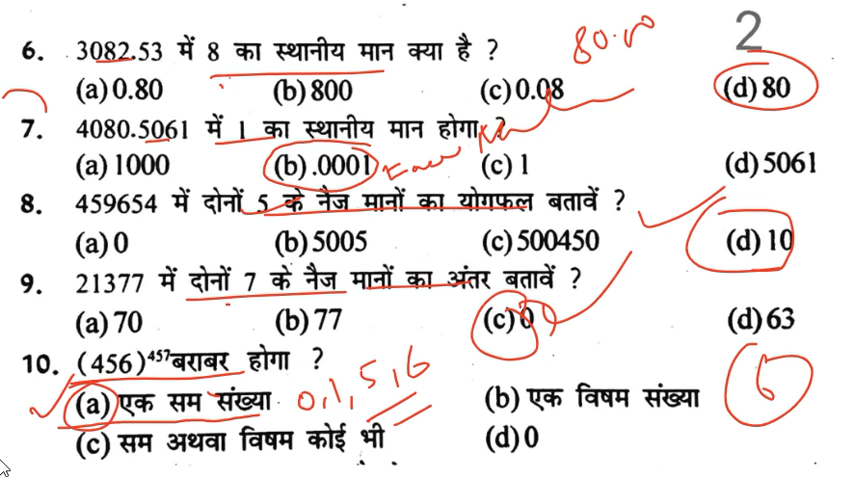 2
6. 3082.53 में 8 का स्थानीय मान क्या है ? 80.00
(a) 0.80 (b) 800 (c) 0.08 (d) 80
7. 4080.5061 में 1 का स्थानीय मान होगा ?
(a) 1000 (b) .0001 (c) 1 (d) 5061
8. 459654 में दोनों 5 के नैज मानों का योगफल बतावें ?
(a) 0 (b) 5005 (c) 500450 (d) 10
9. 21377 में दोनों 7 के नैज मानों का अंतर बतावें ?
(a) 70 (b) 77 (c) 0 (d) 63
10. (456)⁴⁵⁷ बराबर होगा ?
(a) एक सम संख्या 0,1,5,6 (b) एक विषम संख्या 6
(c) सम अथवा विषम कोई भी (d) 0